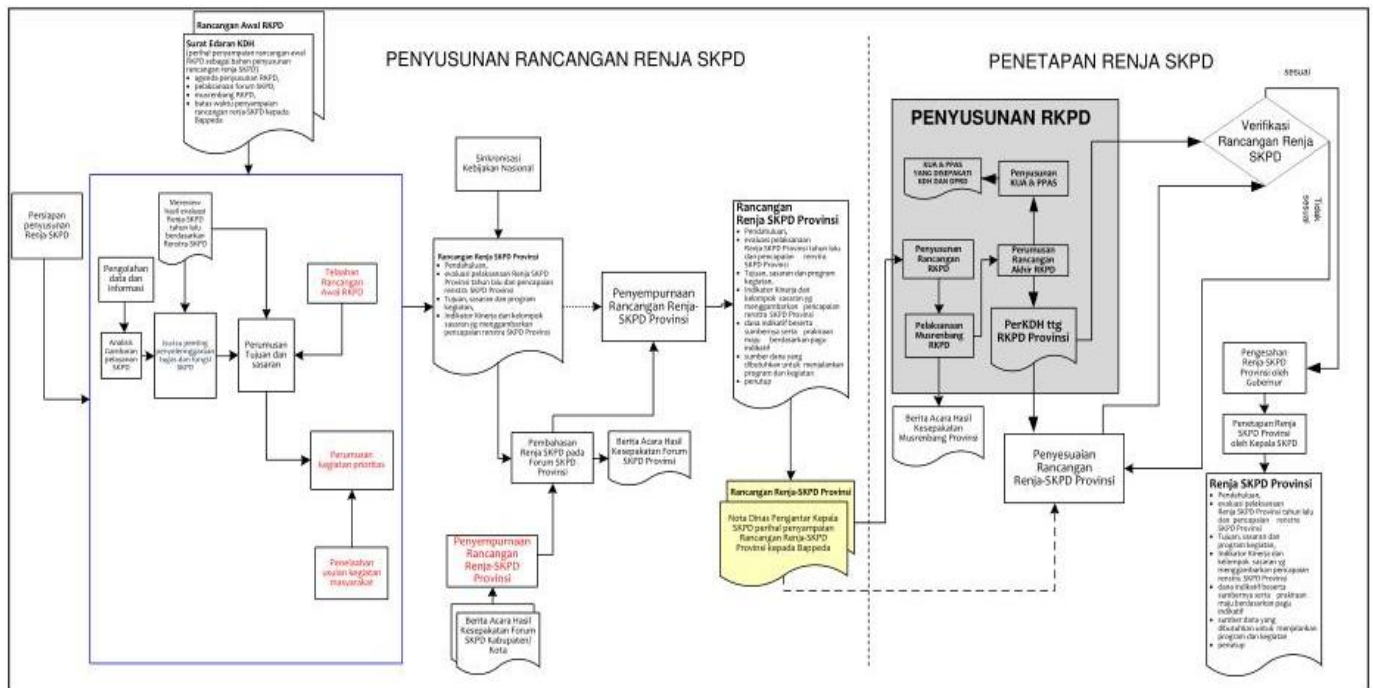 Rancangan Awal RKPD
Surat Edaran KDH
(perihal penyampaian rancangan awal
RKPD sebagai bahan penyusunan
rancangan renja SKPD)
• agenda penyusutan RKPD,
• pelaksanaan forum SKPD,
• musrenbang RKPD,
• batas waktu penyampaian
rancangan renja-SKPD kepada
Bappeda
PENYUSUNAN RANCANGAN RENJA SKPD
Persiapan
penyusunan
Renja-SKPD
Mereview
hasil evaluasi
Renja-SKPD
tahun lalu
berdasarkan
Renstra SKPD
Pengolahan
data dan
informasi
Telaahan
Rancangan
Awal RKPD
Analisis
Gambaran
pelayanan
SKPD
Isu-isu penting
penyelenggaraan
tugas dan fungsi
SKPD
Perumusan
Tujuan dan
sasaran
Perumusan
kegiatan prioritas
Penelaahan
usulan kegiatan
masyarakat
Sinkronisasi
Kebijakan Nasional
Rancangan Renja SKPD Provinsi
• Pendahuluan,
• evaluasi pelaksanaan Renja SKPD
Provinsi tahun lalu dan pencapaian
renstra SKPD Provinsi
• Tujuan, sasaran dan program
kegiatan,
• Indikator Kinerja dan kelompok
sasaran yg menggambarkan
pencapaian renstra SKPD Provinsi
Penyempurnaan
Rancangan Renja-
SKPD Provinsi
Pembahasan
Renja SKPD pada
Forum SKPD
Provinsi
Berita Acara Hasil
Kesepakatan Forum
SKPD Provinsi
Penyempurnaan
Rancangan
Renja-SKPD
Provinsi
Berita Acara Hasil
Kesepakatan Forum
SKPD Kabupaten/
Kota
Rancangan
Renja SKPD Provinsi
• Pendahuluan,
• evaluasi pelaksanaan
Renja SKPD Provinsi tahun lalu
dan pencapaian renstra
SKPD Provinsi
• Tujuan, sasaran dan program
kegiatan,
• Indikator Kinerja dan
kelompok sasaran yg
menggambarkan pencapaian
renstra SKPD Provinsi
• dana indikatif beserta
sumbernya serta prakiraan
maju berdasarkan pagu
indikatif
• sumber dana yang
dibutuhkan untuk menjalankan
program dan kegiatan
• penutup
Rancangan Renja-SKPD Provinsi
Nota Dinas Pengantar Kepala
SKPD perihal penyampaian
Rancangan Renja-SKPD
Provinsi kepada Bappeda
PENETAPAN RENJA SKPD
PENYUSUNAN RKPD
KUA & PPAS
YANG DISEPAKATI
KDH DAN DPRD
Penyusunan
KUA & PPAS
Penyusunan
Rancangan
RKPD
Perumusan
Rancangan
Akhir RKPD
Pelaksanaan
Musrenbang
RKPD
PerKDH ttg
RKPD Provinsi
Berita Acara Hasil
Kesepakatan
Musrenbang Provinsi
Penyesuaian
Rancangan
Renja-SKPD Provinsi
sesuai
Verifikasi
Rancangan Renja
SKPD
Tidak
sesuai
Pengesahan
Renja-SKPD
Provinsi oleh
Gubernur
Penetapan Renja
SKPD Provinsi
oleh Kepala SKPD
Renja SKPD Provinsi
• Pendahuluan,
• evaluasi pelaksanaan
Renja SKPD Provinsi tahun lalu
dan pencapaian renstra
SKPD Provinsi
• Tujuan, sasaran dan
program kegiatan,
• Indikator Kinerja dan
kelompok sasaran yg
menggambarkan pencapaian
renstra SKPD Provinsi
• dana indikatif beserta
sumbernya serta prakiraan
maju berdasarkan pagu
indikatif
• sumber dana yang
dibutuhkan untuk menjalankan
program dan kegiatan
• penutup